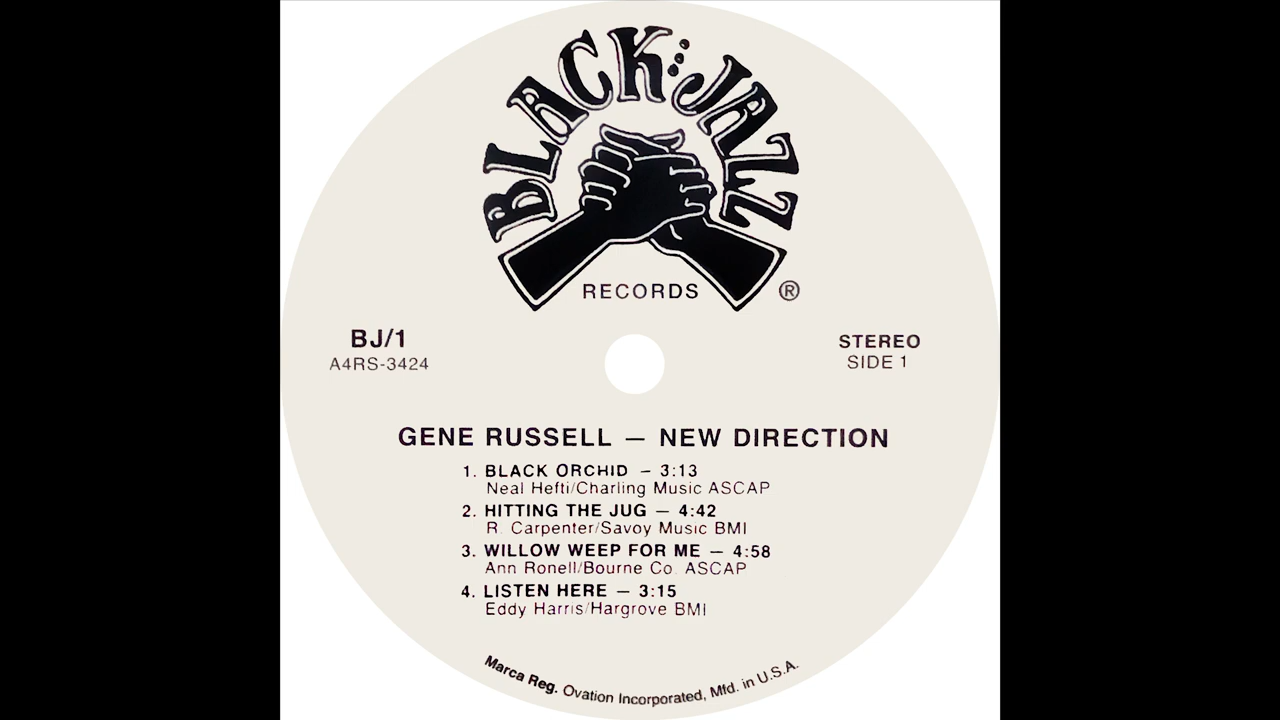 BLACK JAZZ
RECORDS ®
BJ/1
A4RS-3424
STEREO
SIDE 1
GENE RUSSELL — NEW DIRECTION
1. BLACK ORCHID — 3:13
Neal Hefti/Charling Music ASCAP
2. HITTING THE JUG — 4:42
R. Carpenter/Savoy Music BMI
3. WILLOW WEEP FOR ME — 4:58
Ann Ronell/Bourne Co. ASCAP
4. LISTEN HERE — 3:15
Eddy Harris/Hargrove BMI
Marca Reg. Ovation Incorporated, Mfd. in U.S.A.